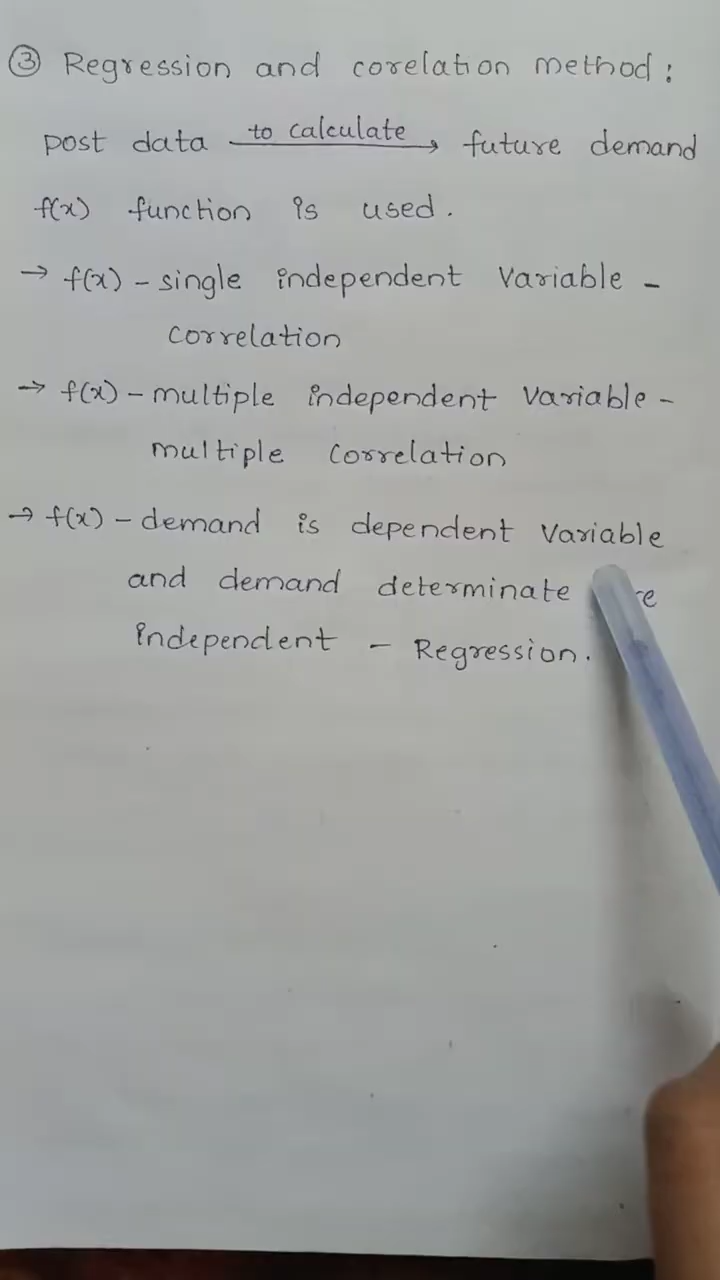 ③ Regression and corelation method:
post data to calculate → future demand
f(x) function is used.
→ f(x) - single independent variable -
correlation
→ f(x) - multiple independent variable -
multiple correlation
→ f(x) - demand is dependent variable
and demand determinate
independent - Regression.